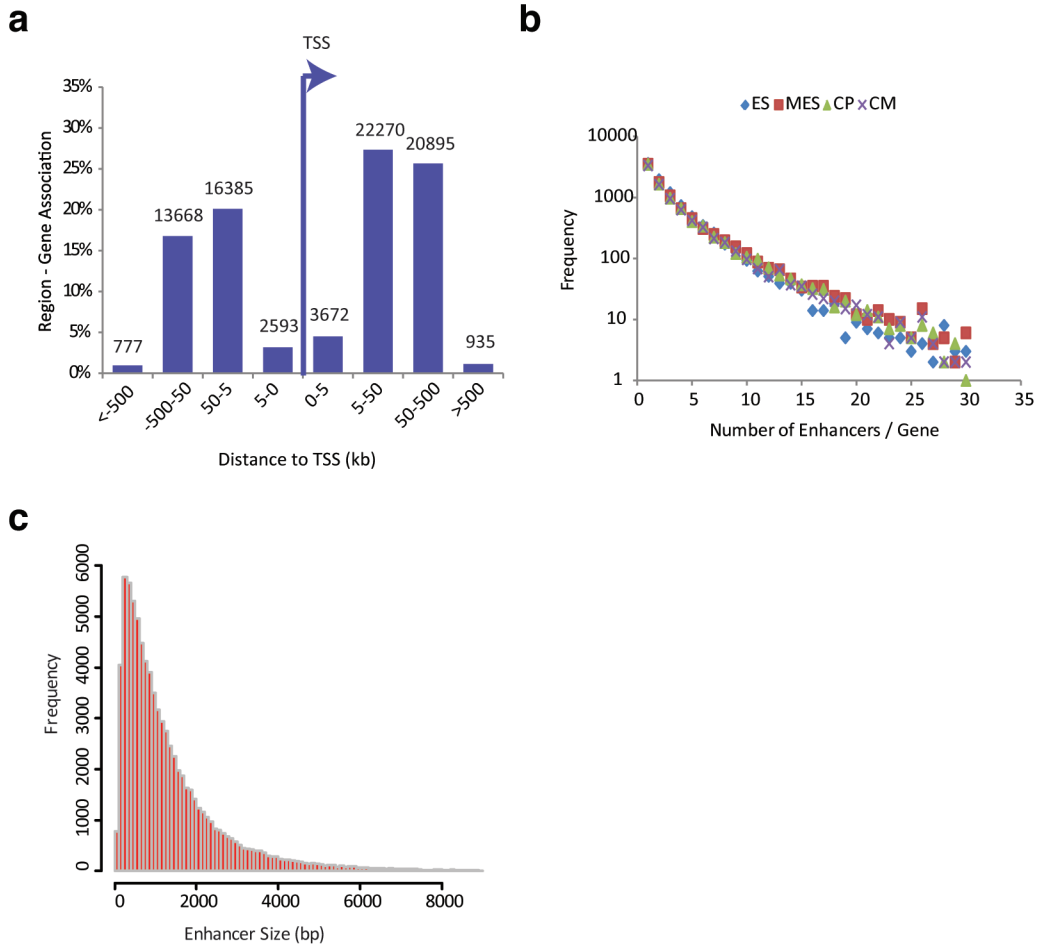 a
TSS
35%
30%
25%
20%
15%
10%
5%
0%
Region - Gene Association
777
13668
16385
2593
3672
22270
20895
935
<-500
-500-50
50-5
5-0
0-5
5-50
50-500
>500
Distance to TSS (kb)
b
ES MES CP CM
10000
1000
100
10
1
Frequency
0 5 10 15 20 25 30 35
Number of Enhancers / Gene
c
6000
5000
4000
3000
2000
1000
0
Frequency
0 2000 4000 6000 8000
Enhancer Size (bp)